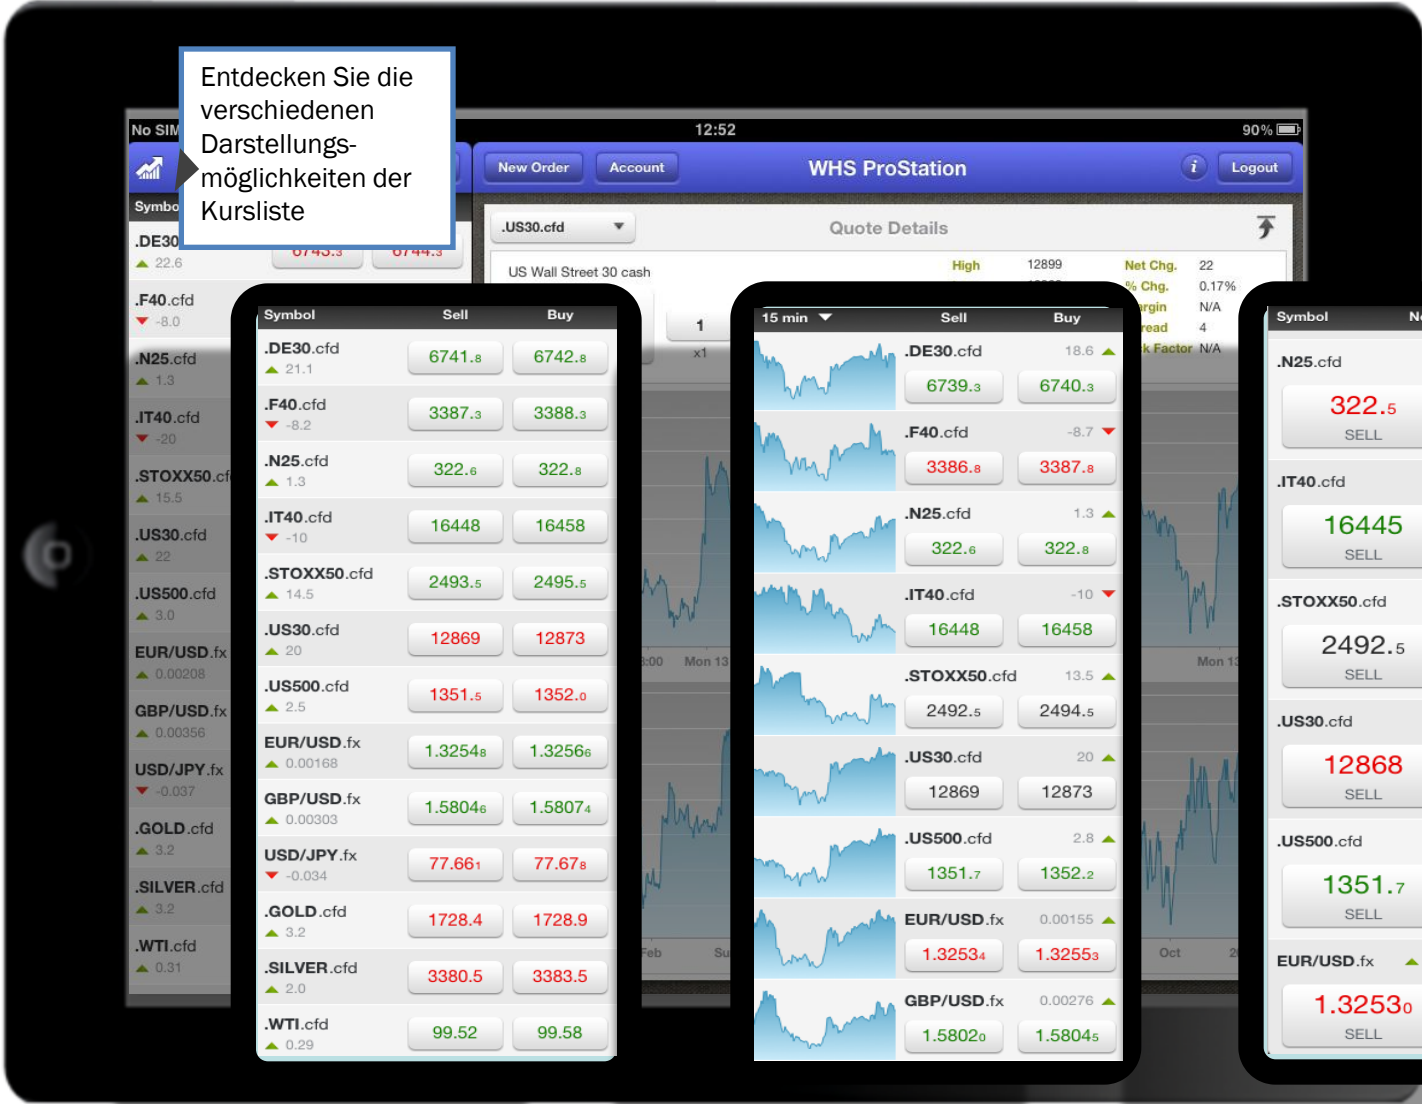 Entdecken Sie die
verschiedenen
Darstellungs-
möglichkeiten der
Kursliste
No SIM
12:52
90%
New Order
Account
WHS ProStation
i
Logout
.US30.cfd
Quote Details
US Wall Street 30 cash
High 12899
Net Chg. 22
% Chg. 0.17%
N/A
4
Factor N/A
1
x1
.DE30
6743.3 6744.3
22.6
.F40.cfd
-8.0
.N25.cfd
1.3
.IT40.cfd
-20
.STOXX50.cf
15.5
.US30.cfd
22
.US500.cfd
3.0
EUR/USD.fx
0.00208
GBP/USD.fx
0.00356
USD/JPY.fx
-0.037
.GOLD.cfd
3.2
.SILVER.cfd
3.2
.WTI.cfd
0.31
Symbol Sell Buy
.DE30.cfd 6741.8 6742.8
21.1
.F40.cfd 3387.3 3388.3
-8.2
.N25.cfd 322.6 322.8
1.3
.IT40.cfd 16448 16458
-10
.STOXX50.cfd 2493.5 2495.5
14.5
.US30.cfd 12869 12873
20
.US500.cfd 1351.5 1352.0
2.5
EUR/USD.fx 1.32548 1.32566
0.00168
GBP/USD.fx 1.58046 1.58074
0.00303
USD/JPY.fx 77.661 77.678
-0.034
.GOLD.cfd 1728.4 1728.9
3.2
.SILVER.cfd 3380.5 3383.5
2.0
.WTI.cfd 99.52 99.58
0.29
Mon 13
Feb
15 min Sell Buy
.DE30.cfd 18.6
6739.3 6740.3
.F40.cfd -8.7
3386.8 3387.8
.N25.cfd 1.3
322.6 322.8
.IT40.cfd -10
16448 16458
.STOXX50.cfd 13.5
2492.5 2494.5
.US30.cfd 20
12869 12873
.US500.cfd 2.8
1351.7 1352.2
EUR/USD.fx 0.00155
1.32534 1.32553
GBP/USD.fx 0.00276
1.58020 1.58045
Mon 13
Oct
Symbol
.N25.cfd
322.5
SELL
.IT40.cfd
16445
SELL
.STOXX50.cfd
2492.5
SELL
.US30.cfd
12868
SELL
.US500.cfd
1351.7
SELL
EUR/USD.fx
1.32530
SELL